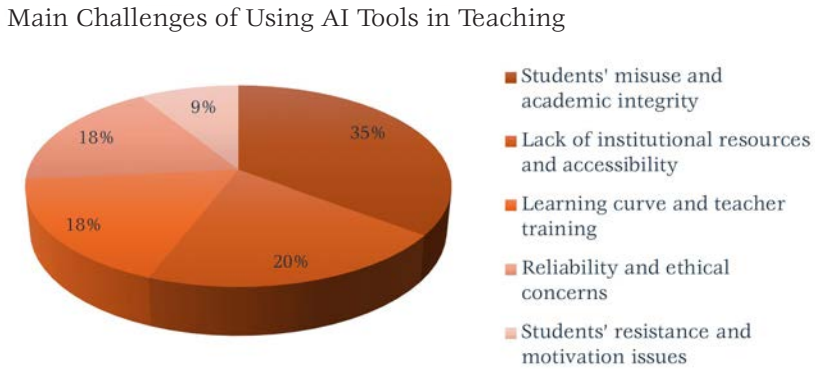 Main Challenges of Using AI Tools in Teaching
9%
35%
18%
18%
20%
Students' misuse and
academic integrity
Lack of institutional resources
and accessibility
Learning curve and teacher
training
Reliability and ethical
concerns
Students' resistance and
motivation issues